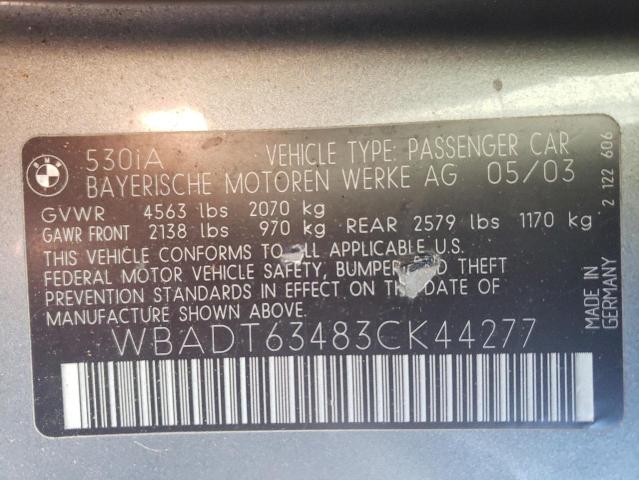 BMW
530iA VEHICLE TYPE: PASSENGER CAR
BAYERISCHE MOTOREN WERKE AG 05/03
GVWR 4563 lbs 2070 kg
GAWR FRONT 2138 lbs 970 kg REAR 2579 lbs 1170 kg
THIS VEHICLE CONFORMS TO ALL APPLICABLE U.S.
FEDERAL MOTOR VEHICLE SAFETY, BUMPER AND THEFT
PREVENTION STANDARDS IN EFFECT ON THE DATE OF
MANUFACTURE SHOWN ABOVE.
WBADT63483CK44277
2 122 606
MADE IN
GERMANY